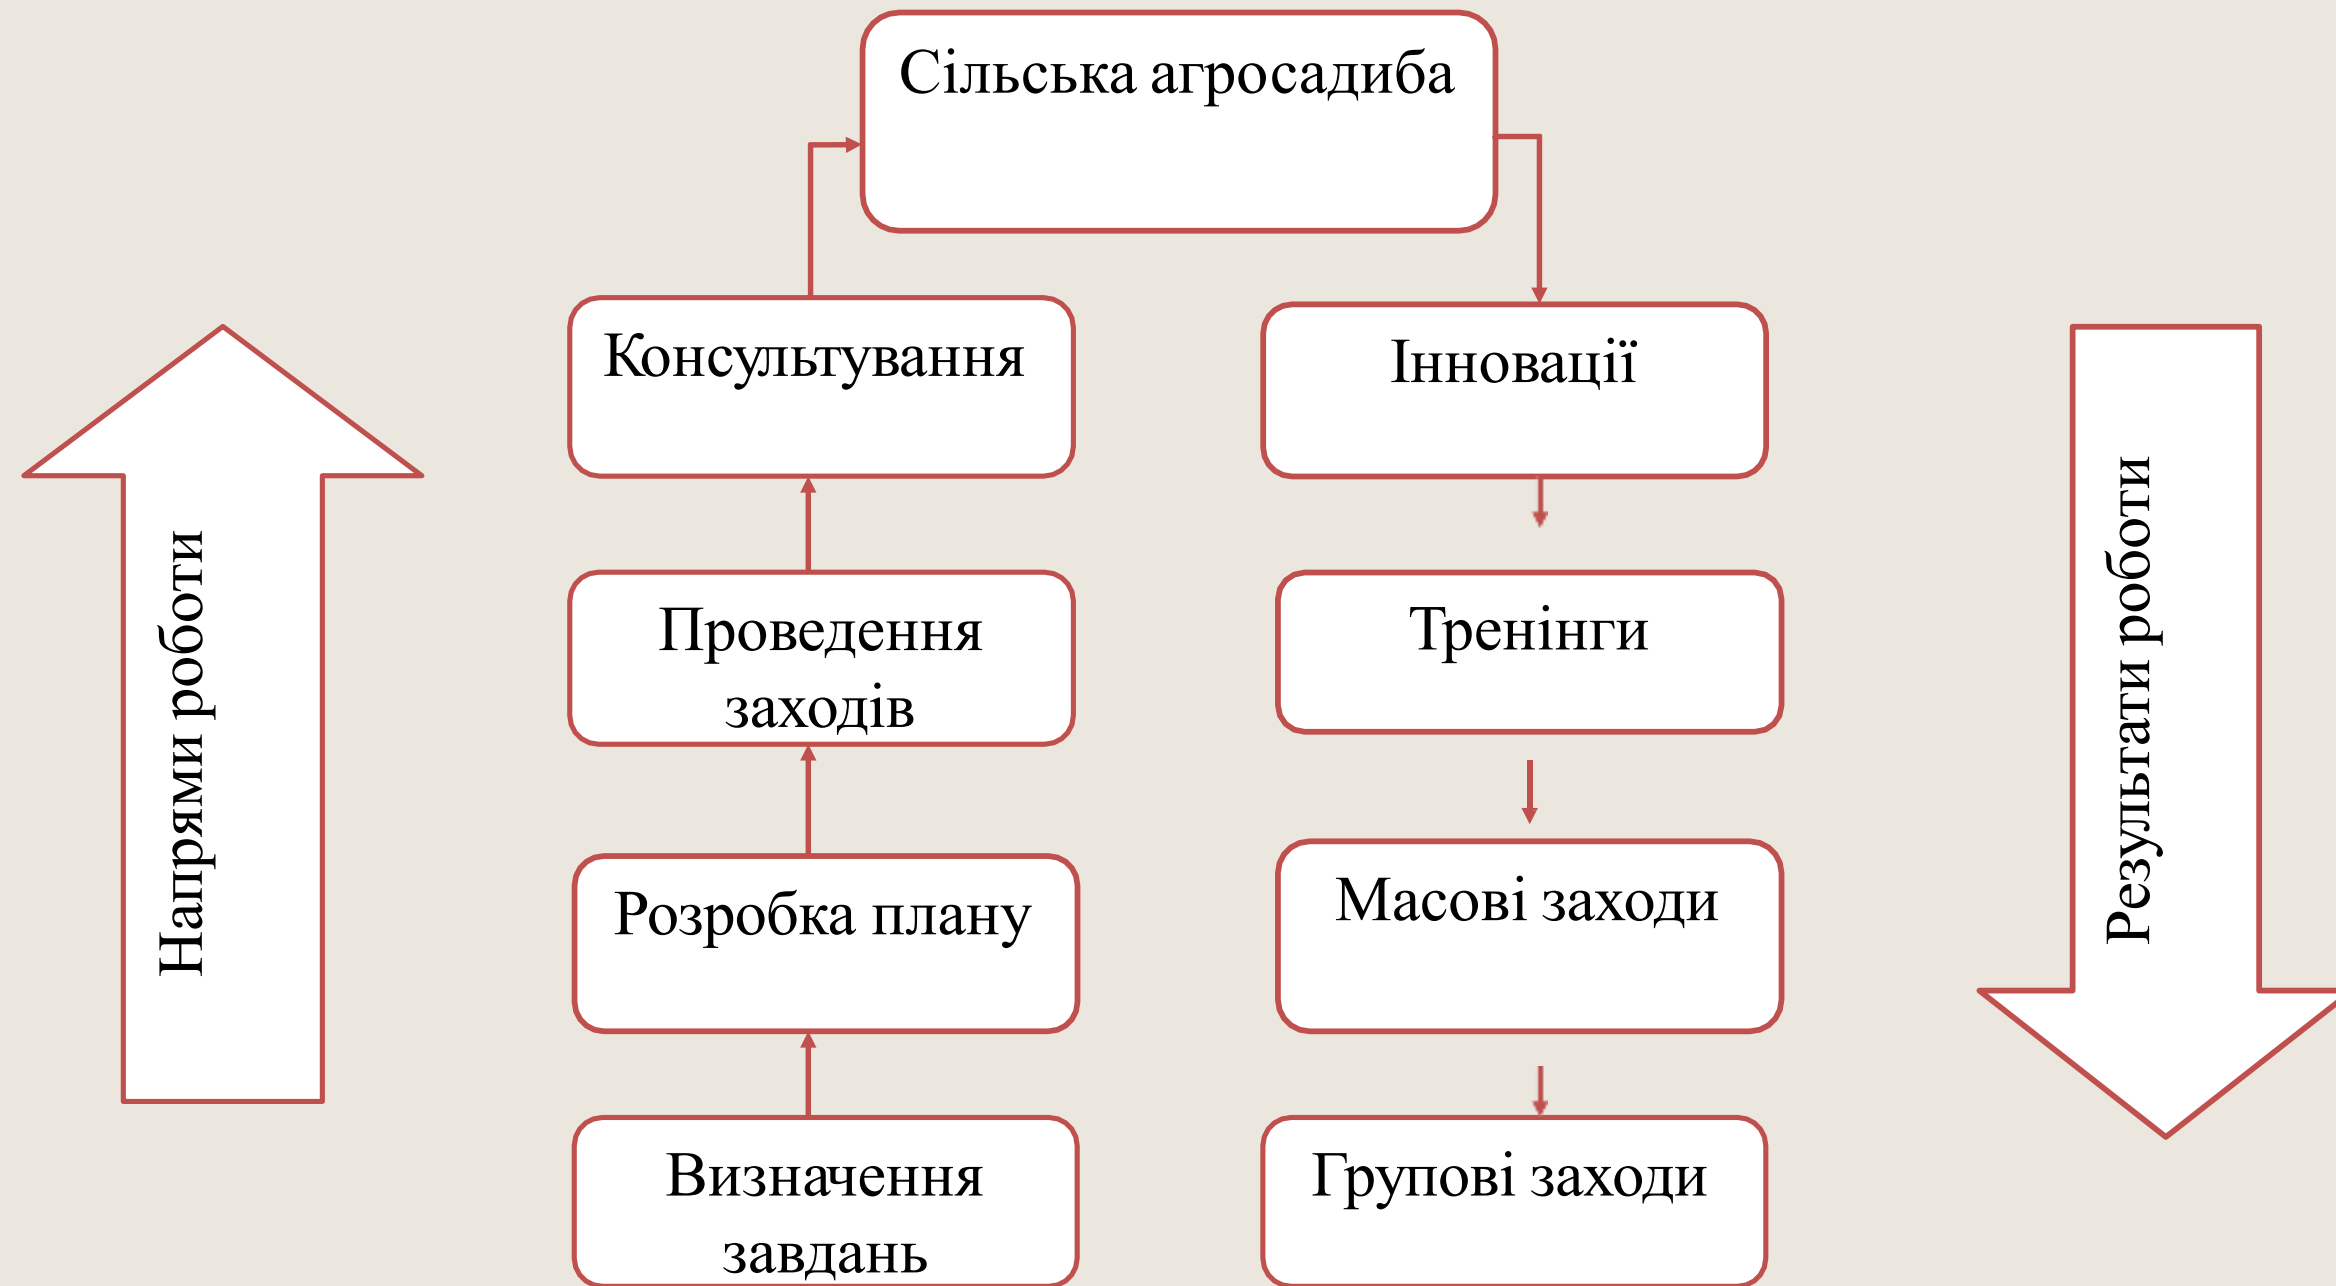 Сільська агросадиба
Консультування
Інновації
Проведення
заходів
Тренінги
Розробка плану
Масові заходи
Визначення
завдань
Групові заходи
Напрями роботи
Результати роботи